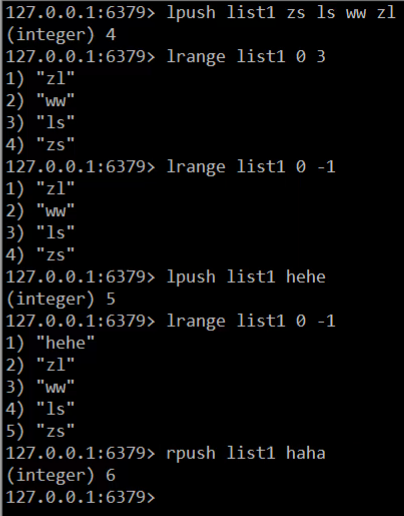 127.0.0.1:6379> lpush list1 zs ls ww zl
(integer) 4
127.0.0.1:6379> lrange list1 0 3
1) "zl"
2) "ww"
3) "ls"
4) "zs"
127.0.0.1:6379> lrange list1 0 -1
1) "zl"
2) "ww"
3) "ls"
4) "zs"
127.0.0.1:6379> lpush list1 hehe
(integer) 5
127.0.0.1:6379> lrange list1 0 -1
1) "hehe"
2) "zl"
3) "ww"
4) "ls"
5) "zs"
127.0.0.1:6379> rpush list1 haha
(integer) 6
127.0.0.1:6379>